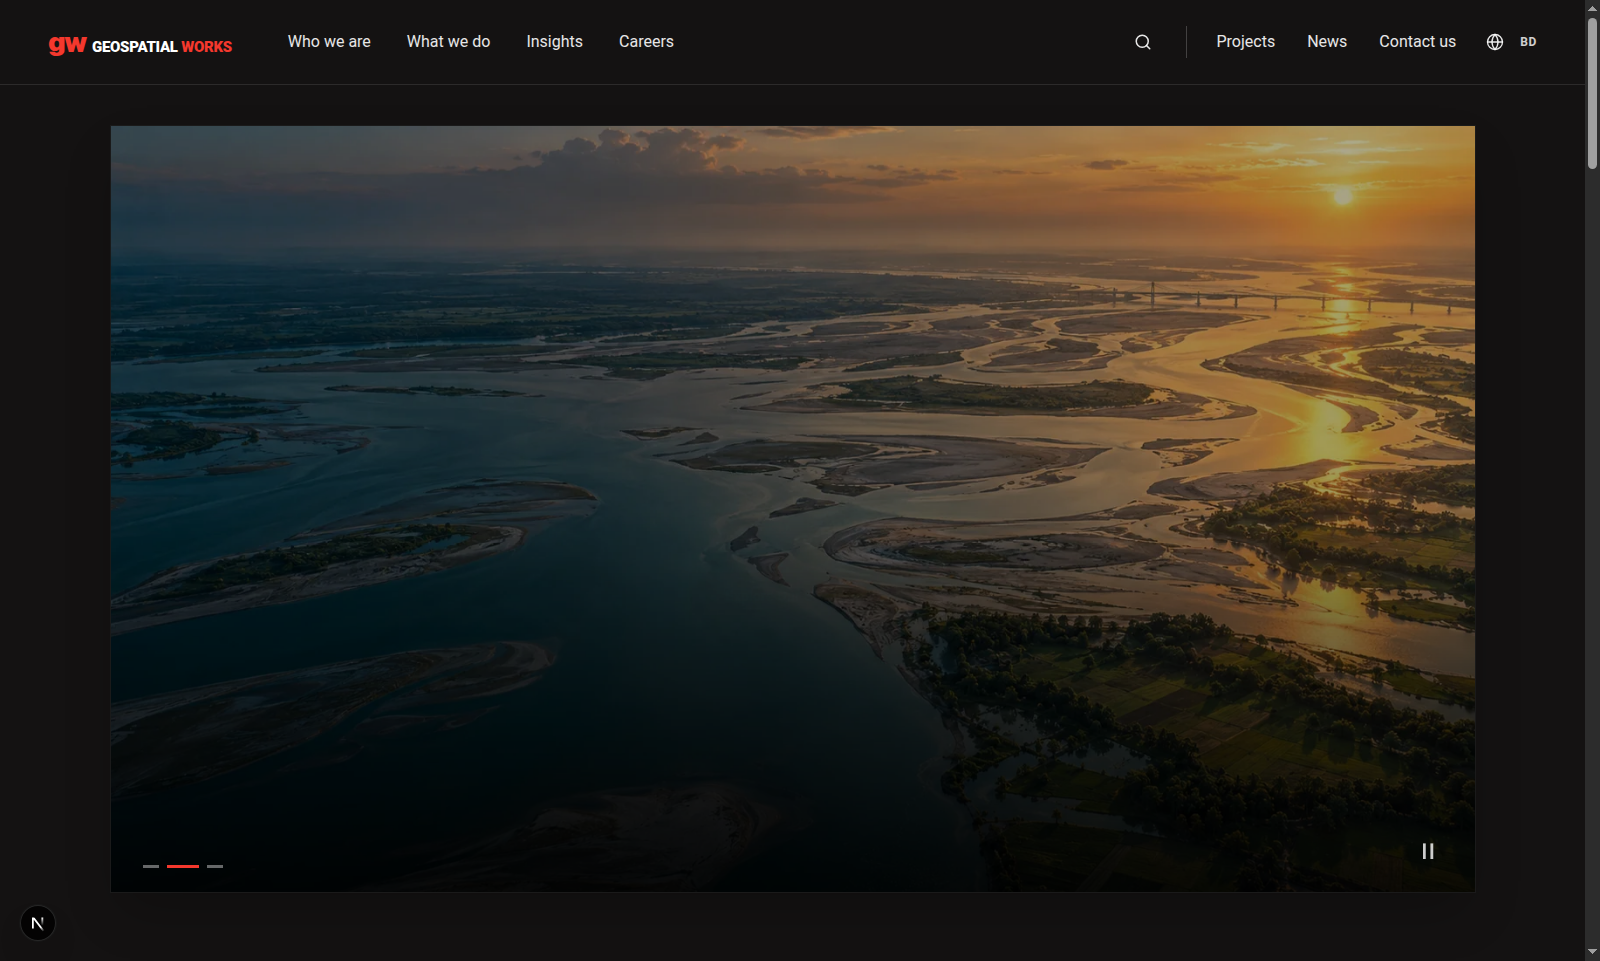 gw GEOSPATIAL WORKS
Who we are
What we do
Insights
Careers
Projects
News
Contact us
BD
N